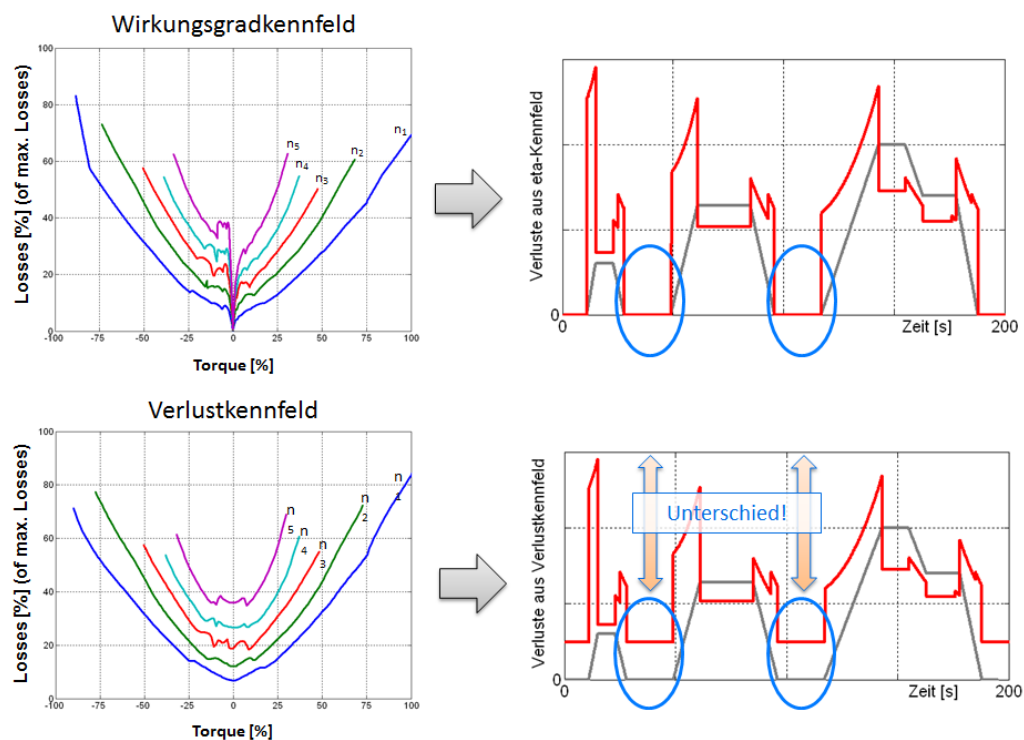 Wirkungsgradkennfeld
Losses [%] (of max. Losses)
100
80
60
40
20
0
-100 -75 -50 -25 0 25 50 75 100
Torque [%]
n5
n4
n3
n2
n1
Verluste aus eta-Kennfeld
0
Zeit [s]
200
Verlustkennfeld
Losses [%] (of max. Losses)
100
80
60
40
20
0
-100 -75 -50 -25 0 25 50 75 100
Torque [%]
n
5
n
4
n
3
n
2
n
1
Verluste aus Verlustkennfeld
Unterschied!
0
Zeit [s]
200